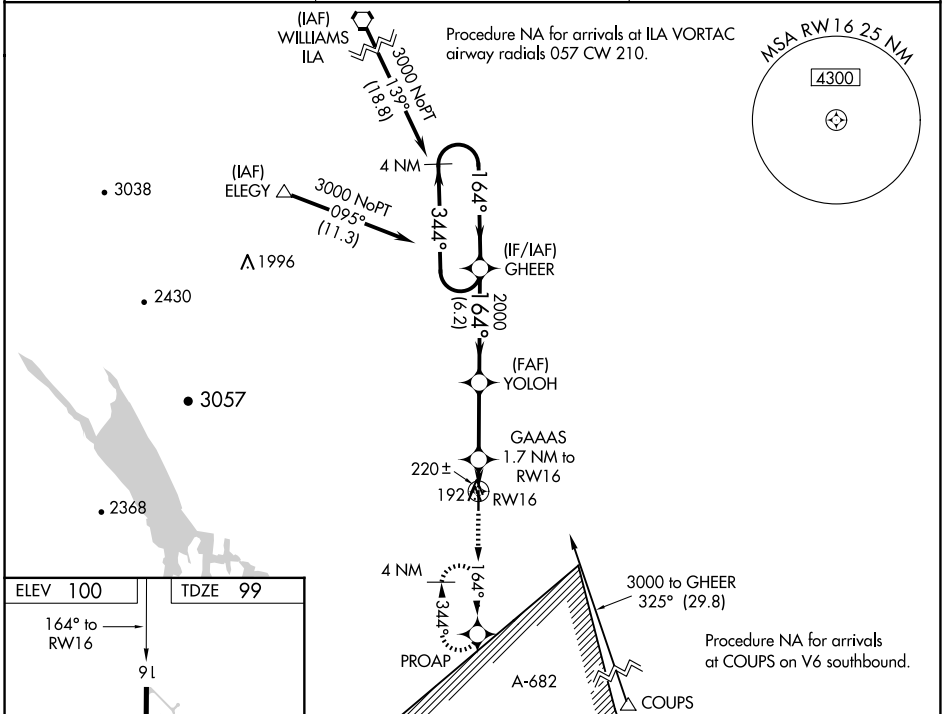 (IAF)
WILLIAMS
ILA
Procedure NA for arrivals at ILA VORTAC
airway radials 057 CW 210.
MSA RW16 25 NM
4300
3000 NoPT
139°
(18.8)
4 NM
164°
344°
(IAF)
ELEGY
3000 NoPT
095°
(11.3)
3038
1996
2430
3057
2368
(IF/IAF)
GHEER
2000
164°
(6.2)
(FAF)
YOLOH
GAAAS
1.7 NM to
RW16
220 ±
192
RW16
4 NM
164°
344°
PROAP
3000 to GHEER
325° (29.8)
Procedure NA for arrivals
at COUPS on V6 southbound.
A-682
COUPS
ELEV 100
TDZE 99
164° to
RW16
16